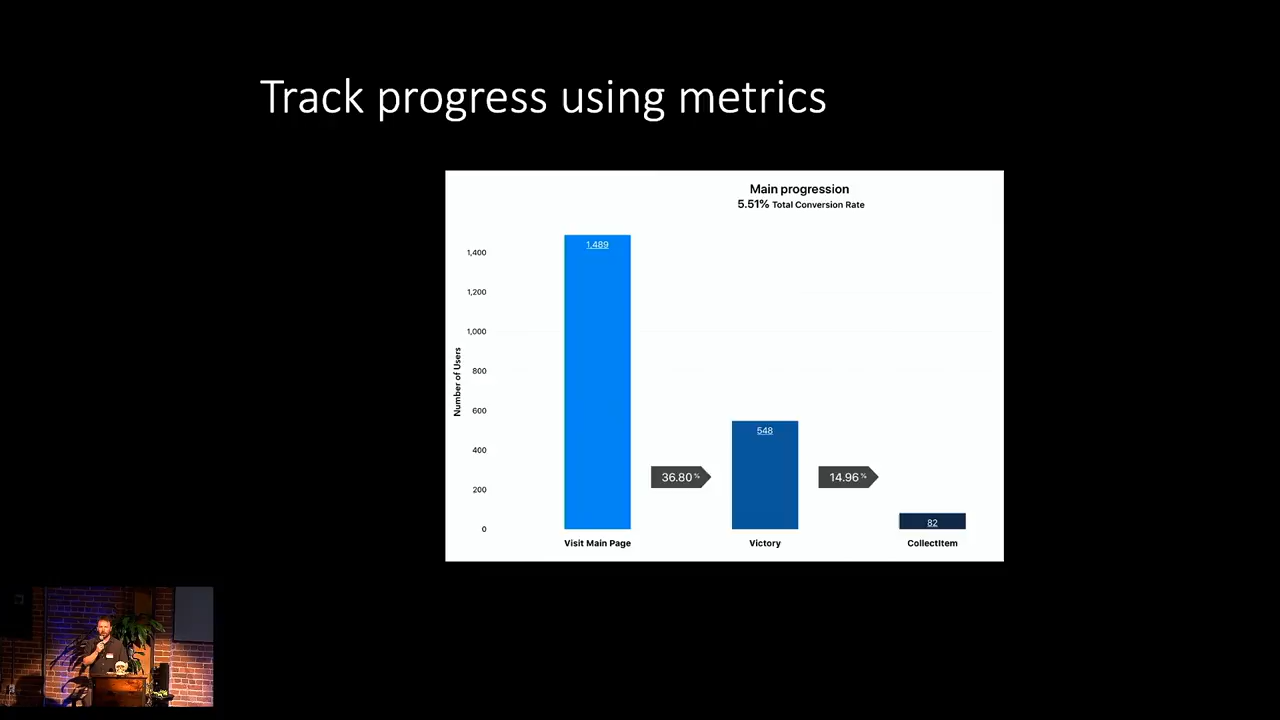 Track progress using metrics
Main progression
5.51% Total Conversion Rate
Number of Users
1,400
1,200
1,000
800
600
400
200
0
1,489
36.80%
548
14.96%
82
Visit Main Page
Victory
CollectItem